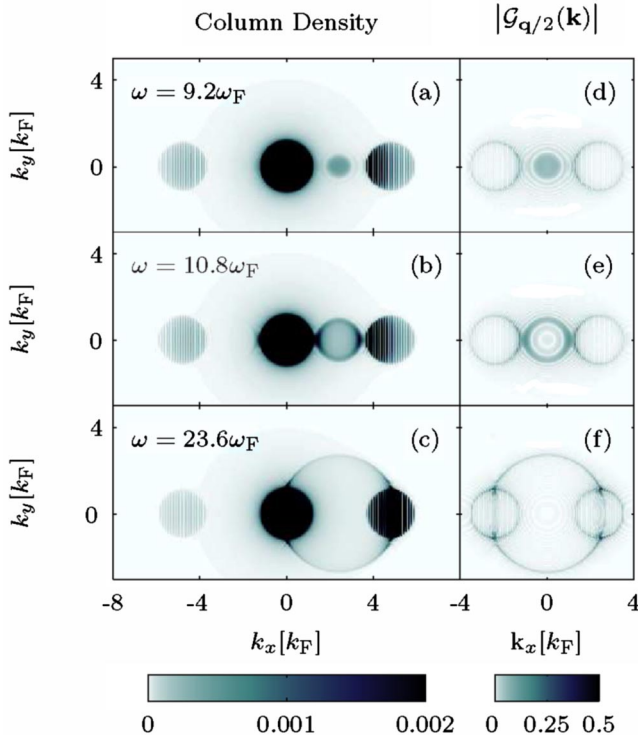 Column Density |𝒢q/2(k)|
4 ω = 9.2ωF (a) (d)
ky[kF] 0
4 ω = 10.8ωF (b) (e)
ky[kF] 0
4 ω = 23.6ωF (c) (f)
ky[kF] 0
-8 -4 0 4 -4 0 4
kx[kF] kx[kF]
0 0.001 0.002 0 0.25 0.5